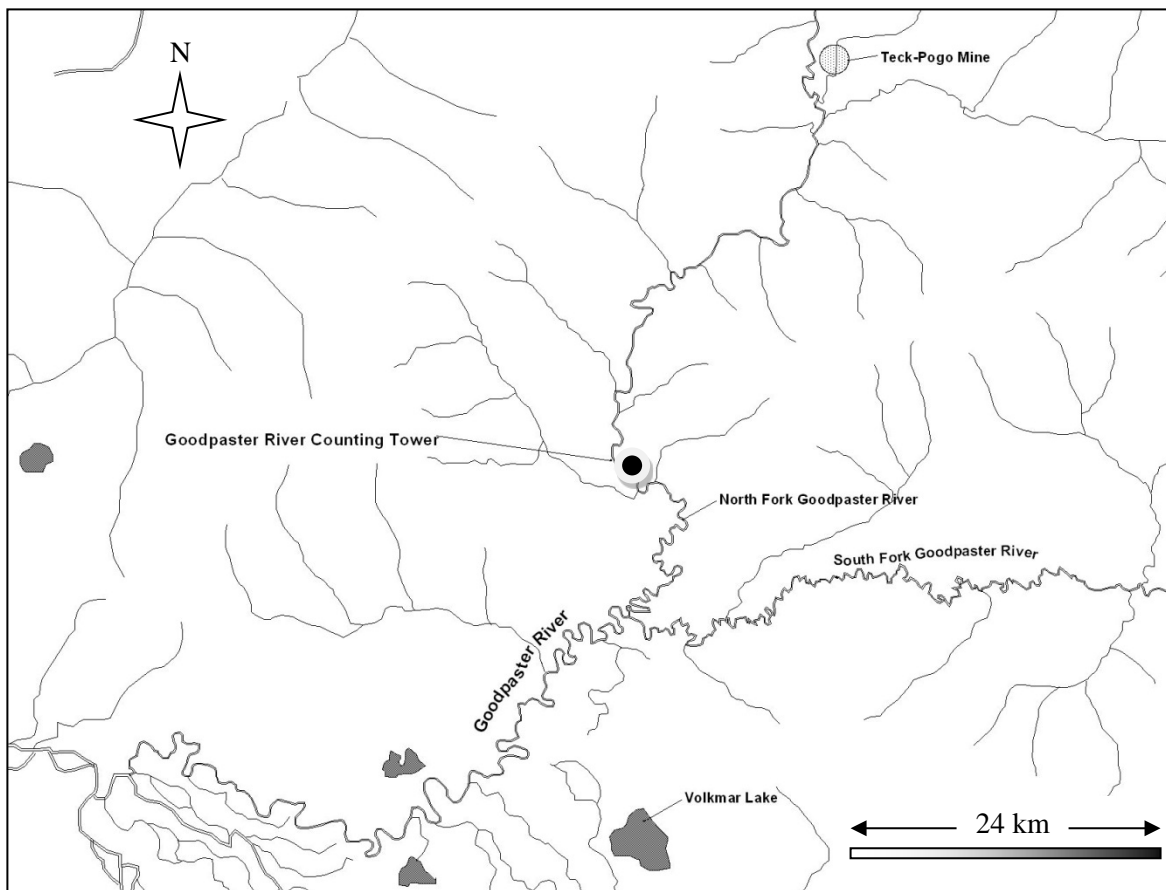 N
Teck-Pogo Mine
Goodpaster River Counting Tower
North Fork Goodpaster River
South Fork Goodpaster River
Goodpaster River
Volkmar Lake
24 km